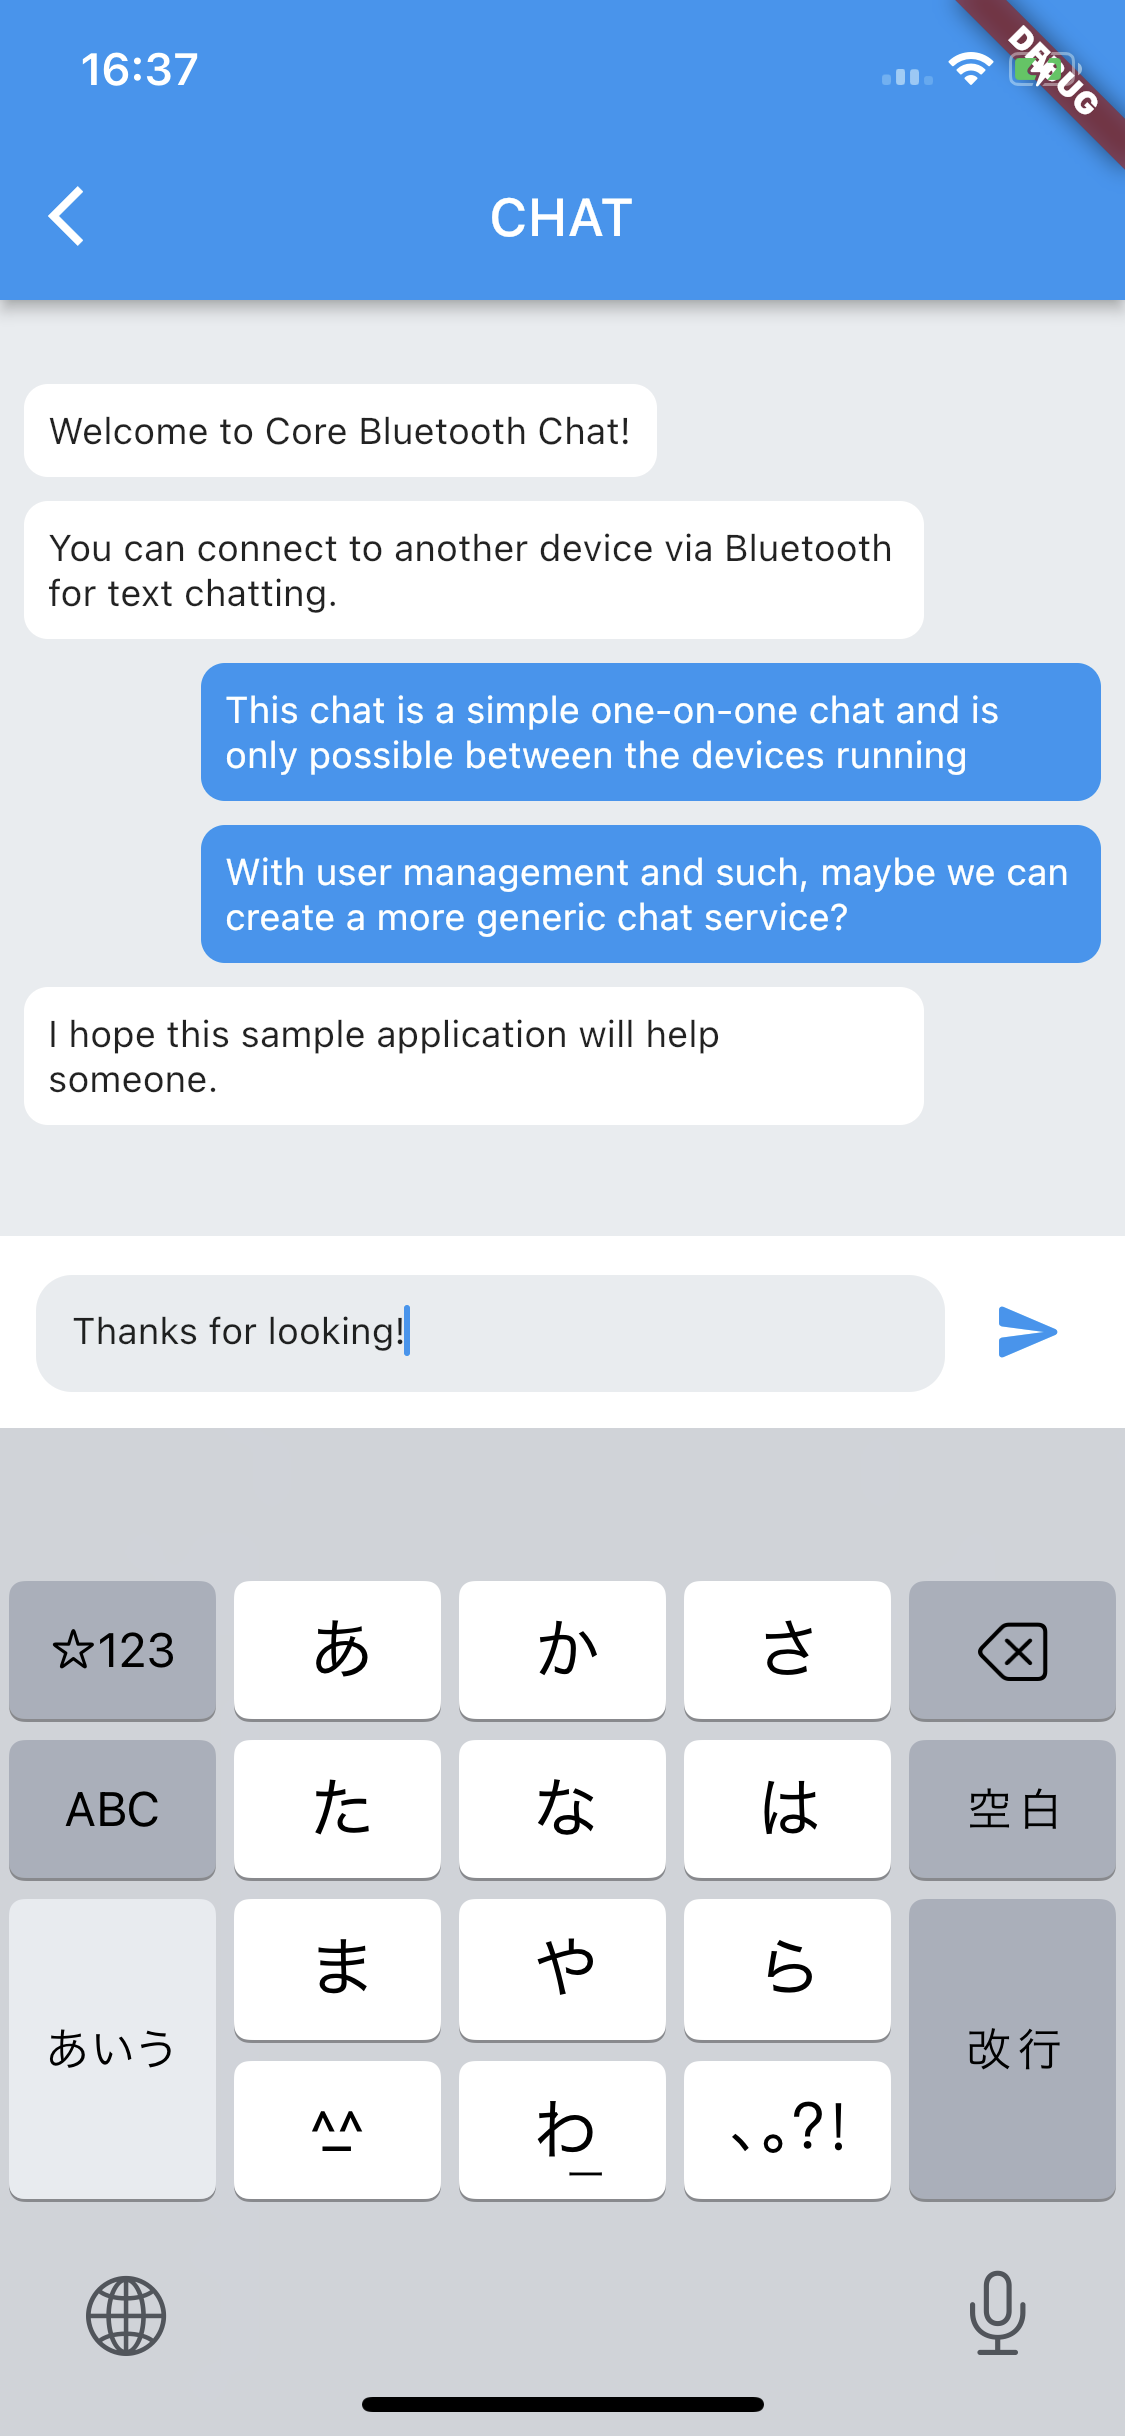 16:37
DEBUG
CHAT
Welcome to Core Bluetooth Chat!
You can connect to another device via Bluetooth
for text chatting.
This chat is a simple one-on-one chat and is
only possible between the devices running
With user management and such, maybe we can
create a more generic chat service?
I hope this sample application will help
someone.
Thanks for looking!
☆123 あ か さ
ABC た な は 空白
あいう ま や ら 改行
^_^ わ_ 、。?!